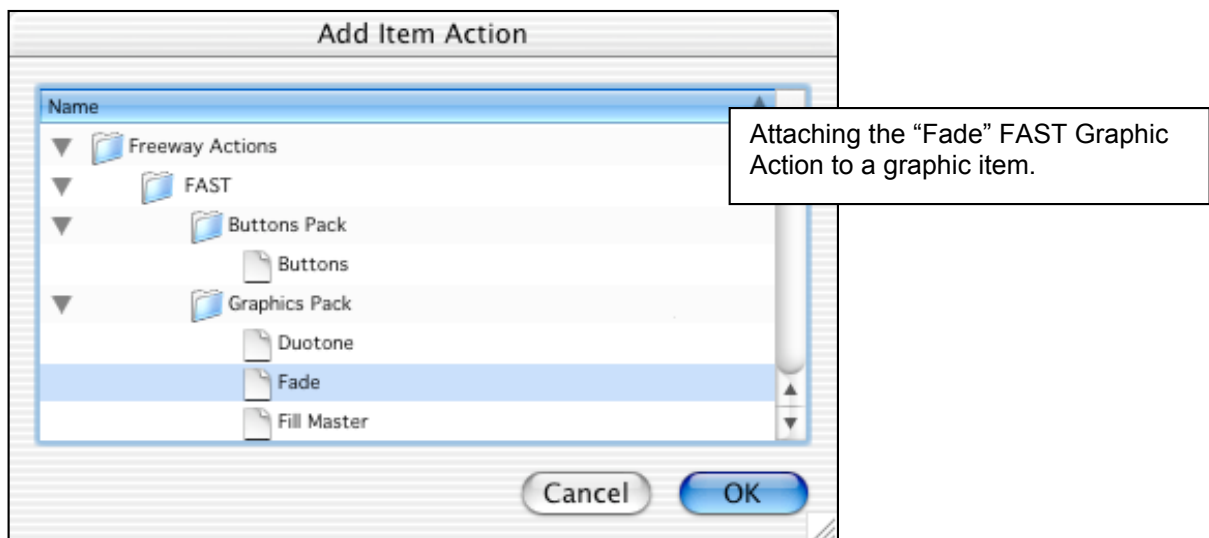 Add Item Action
Name
Freeway Actions
FAST
Buttons Pack
Buttons
Graphics Pack
Duotone
Fade
Fill Master
Cancel
OK
Attaching the “Fade” FAST Graphic
Action to a graphic item.